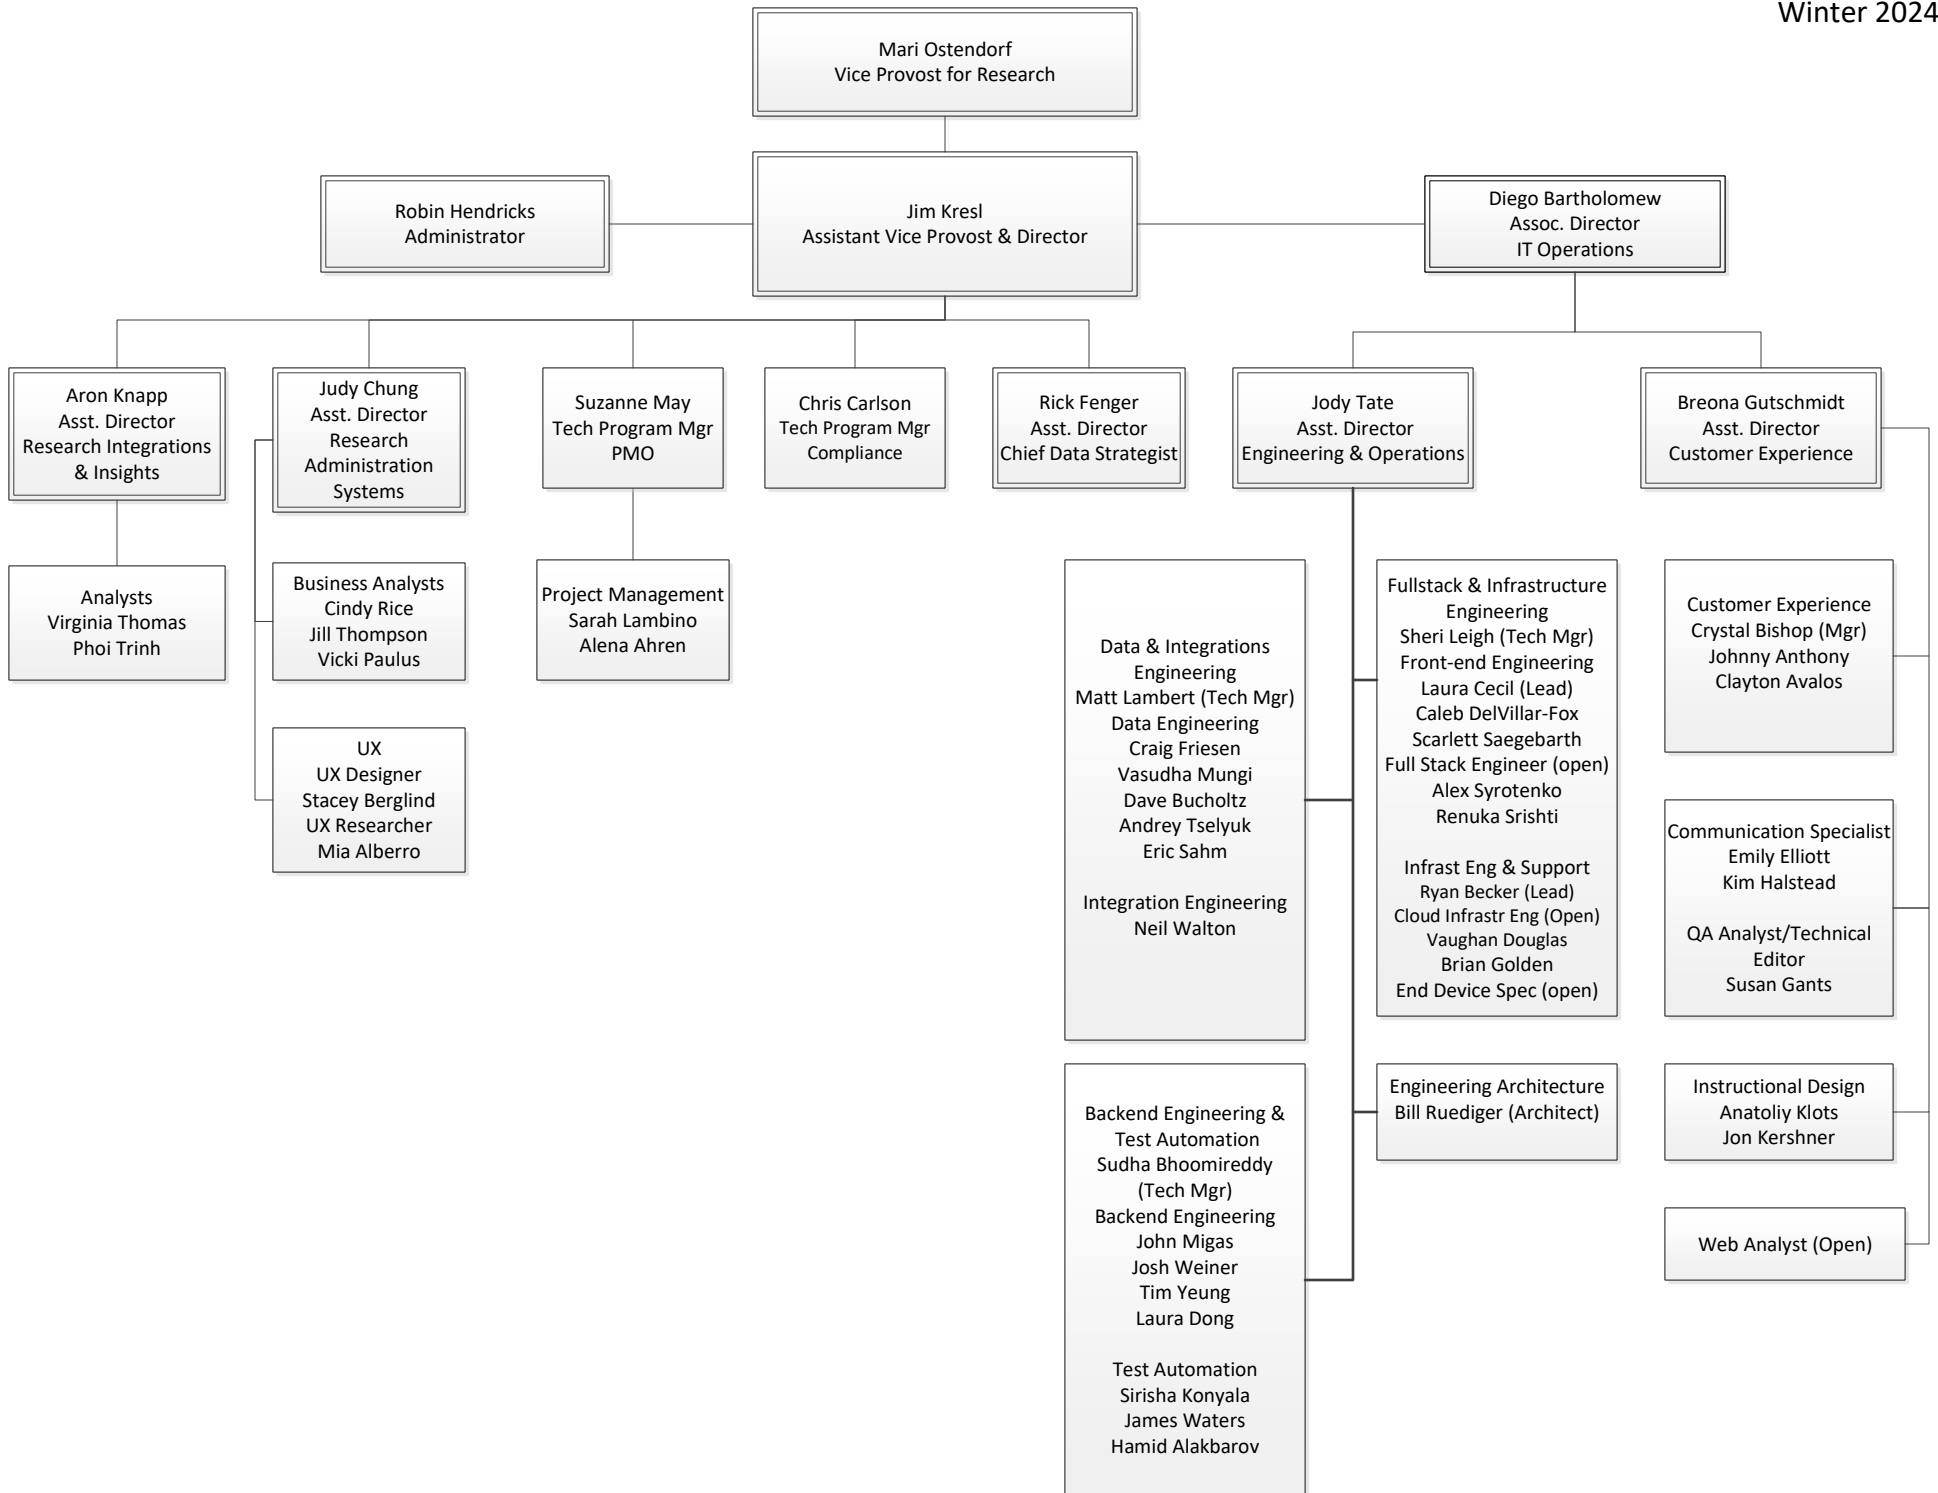 Winter 2024
Mari Ostendorf
Vice Provost for Research
Robin Hendricks
Administrator
Jim Kresl
Assistant Vice Provost & Director
Diego Bartholomew
Assoc. Director
IT Operations
Aron Knapp
Asst. Director
Research Integrations
& Insights
Judy Chung
Asst. Director
Research
Administration
Systems
Suzanne May
Tech Program Mgr
PMO
Chris Carlson
Tech Program Mgr
Compliance
Rick Fenger
Asst. Director
Chief Data Strategist
Jody Tate
Asst. Director
Engineering & Operations
Breona Gutschmidt
Asst. Director
Customer Experience
Analysts
Virginia Thomas
Phoi Trinh
Business Analysts
Cindy Rice
Jill Thompson
Vicki Paulus
Project Management
Sarah Lambino
Alena Ahren
UX
UX Designer
Stacey Berglind
UX Researcher
Mia Alberro
Data & Integrations
Engineering
Matt Lambert (Tech Mgr)
Data Engineering
Craig Friesen
Vasudha Mungi
Dave Bucholtz
Andrey Tselyuk
Eric Sahm
Integration Engineering
Neil Walton
Fullstack & Infrastructure
Engineering
Sheri Leigh (Tech Mgr)
Front-end Engineering
Laura Cecil (Lead)
Caleb DelVillar-Fox
Scarlett Saegebarth
Full Stack Engineer (open)
Alex Syrotenko
Renuka Srishti
Infrast Eng & Support
Ryan Becker (Lead)
Cloud Infrastr Eng (Open)
Vaughan Douglas
Brian Golden
End Device Spec (open)
Customer Experience
Crystal Bishop (Mgr)
Johnny Anthony
Clayton Avalos
Communication Specialist
Emily Elliott
Kim Halstead
QA Analyst/Technical
Editor
Susan Gants
Backend Engineering &
Test Automation
Sudha Bhoomireddy
(Tech Mgr)
Backend Engineering
John Migas
Josh Weiner
Tim Yeung
Laura Dong
Test Automation
Sirisha Konyala
James Waters
Hamid Alakbarov
Engineering Architecture
Bill Ruediger (Architect)
Instructional Design
Anatoliy Klots
Jon Kershner
Web Analyst (Open)